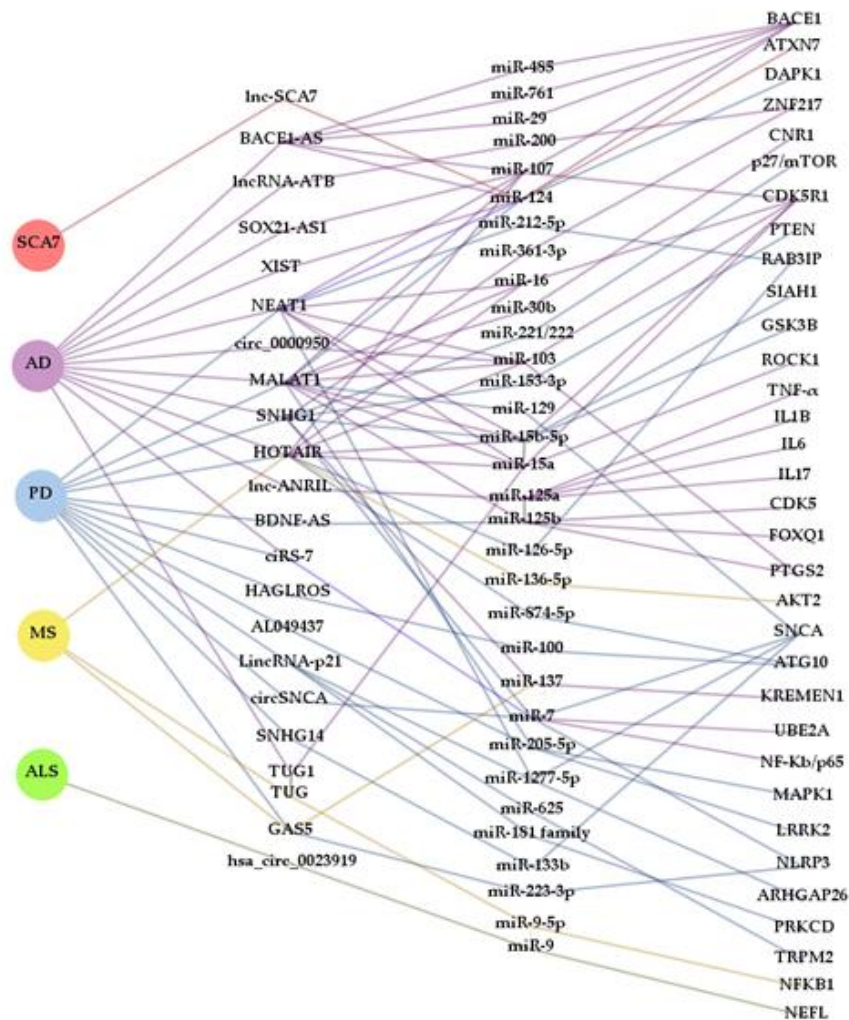 SCA7
AD
PD
MS
ALS
lnc-SCA7
BACE1-AS
lncRNA-ATB
SOX21-AS1
XIST
NEAT1
circ_0000950
MALAT1
SNHG1
HOTAIR
lnc-ANRIL
BDNF-AS
ciRS-7
HAGLROS
AL049437
LincRNA-p21
circSNCA
SNHG14
TUG1
TUG
GAS5
hsa_circ_0023919
miR-485
miR-761
miR-29
miR-200
miR-107
miR-124
miR-212-5p
miR-361-3p
miR-16
miR-30b
miR-221/222
miR-103
miR-153-3p
miR-129
miR-15b-5p
miR-15a
miR-125a
miR-125b
miR-126-5p
miR-136-5p
miR-874-5p
miR-100
miR-137
miR-7
miR-205-5p
miR-1277-5p
miR-625
miR-181 family
miR-133b
miR-223-3p
miR-9-5p
miR-9
BACE1
ATXN7
DAPK1
ZNF217
CNR1
p27/mTOR
CDK5R1
PTEN
RAB3IP
SIAH1
GSK3B
ROCK1
TNF-α
IL1B
IL6
IL17
CDK5
FOXQ1
PTGS2
AKT2
SNCA
ATG10
KREMEN1
UBE2A
NF-Kb/p65
MAPK1
LRRK2
NLRP3
ARHGAP26
PRKCD
TRPM2
NFKB1
NEFL